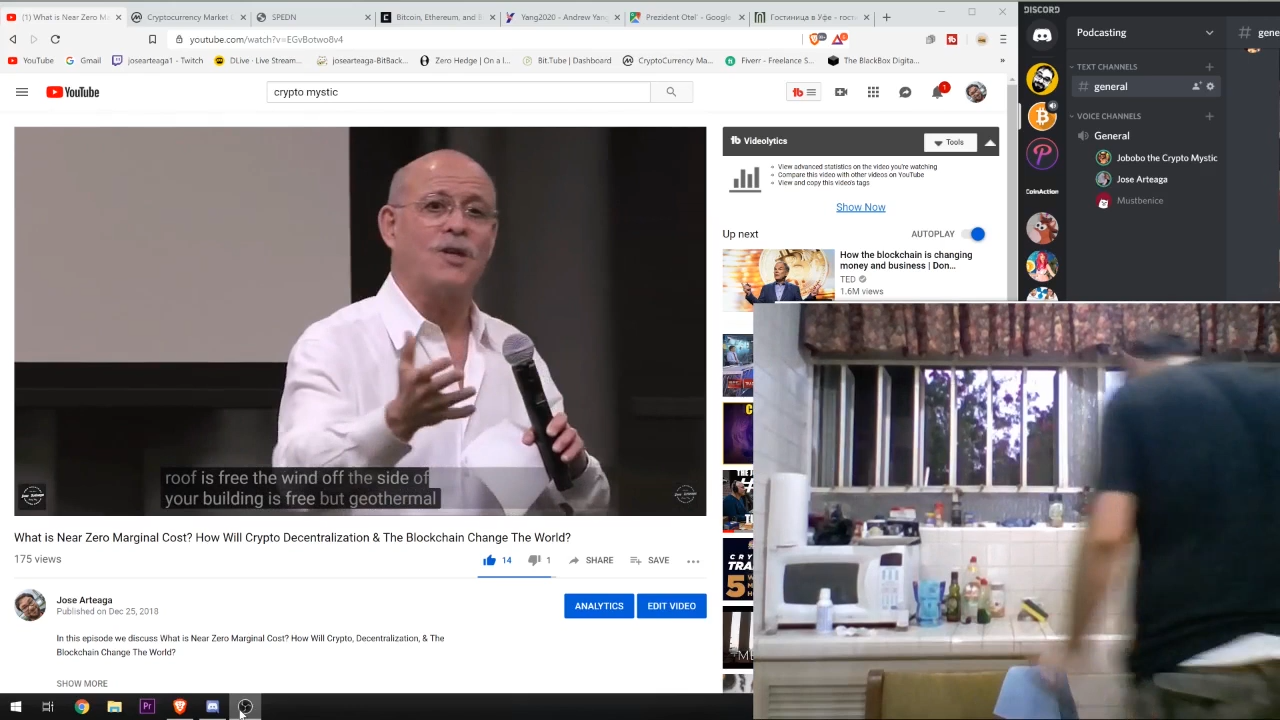 (1) What is Near Zero Ma
Cryptocurrency Market
SPEDN
Bitcoin, Ethereum, and
Yang2020 - Andrew Yang
Prezident Otel' - Google
Гостиница в Уфе - гост
youtube.com/watch?v=EGvBotwo8v4
YouTube
Gmail
josearteaga1 - Twitch
DLive · Live Stream...
josearteaga-BitBack...
Zero Hedge | On a l...
Bit.Tube | Dashboard
CryptoCurrency Ma...
Fiverr - Freelance S...
The BlackBox Digita...
YouTube
crypto mystic
tb
1
roof is free the wind off the side of
your building is free but geothermal
What is Near Zero Marginal Cost? How Will Crypto Decentralization & The Blockchain Change The World?
175 views
14
1
SHARE
SAVE
Jose Arteaga
Published on Dec 25, 2018
ANALYTICS
EDIT VIDEO
In this episode we discuss What is Near Zero Marginal Cost? How Will Crypto, Decentralization, & The
Blockchain Change The World?
SHOW MORE
tb Videolytics
Tools
View advanced statistics on the video you're watching
Compare this video with other videos on YouTube
View and copy this video's tags
Show Now
Up next
AUTOPLAY
How the blockchain is changing
money and business | Don...
TED
1.6M views
DISCORD
Podcasting
# gene
TEXT CHANNELS
# general
VOICE CHANNELS
General
Jobobo the Crypto Mystic
Jose Arteaga
Mustbenice
CoinAction
Pr